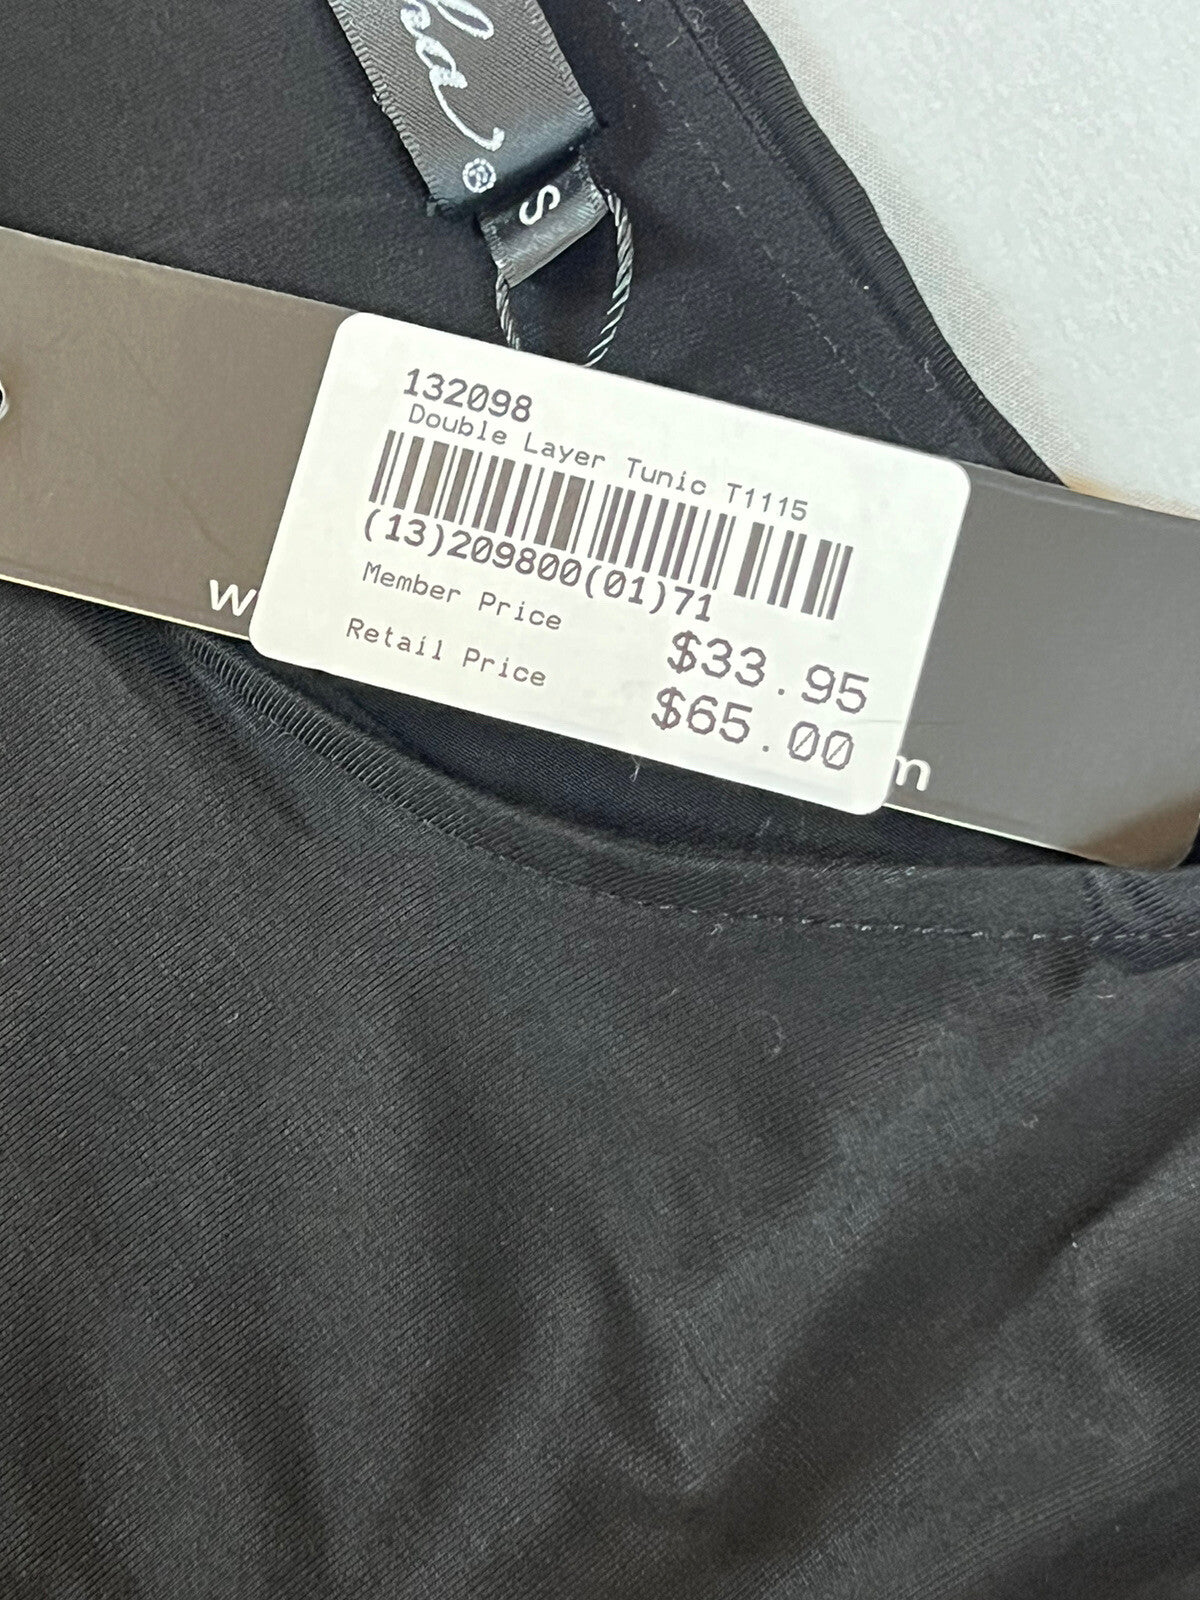 ®
S
132098
Double Layer Tunic T1115
(13)209800(01)71
Member Price $33.95
Retail Price $65.00